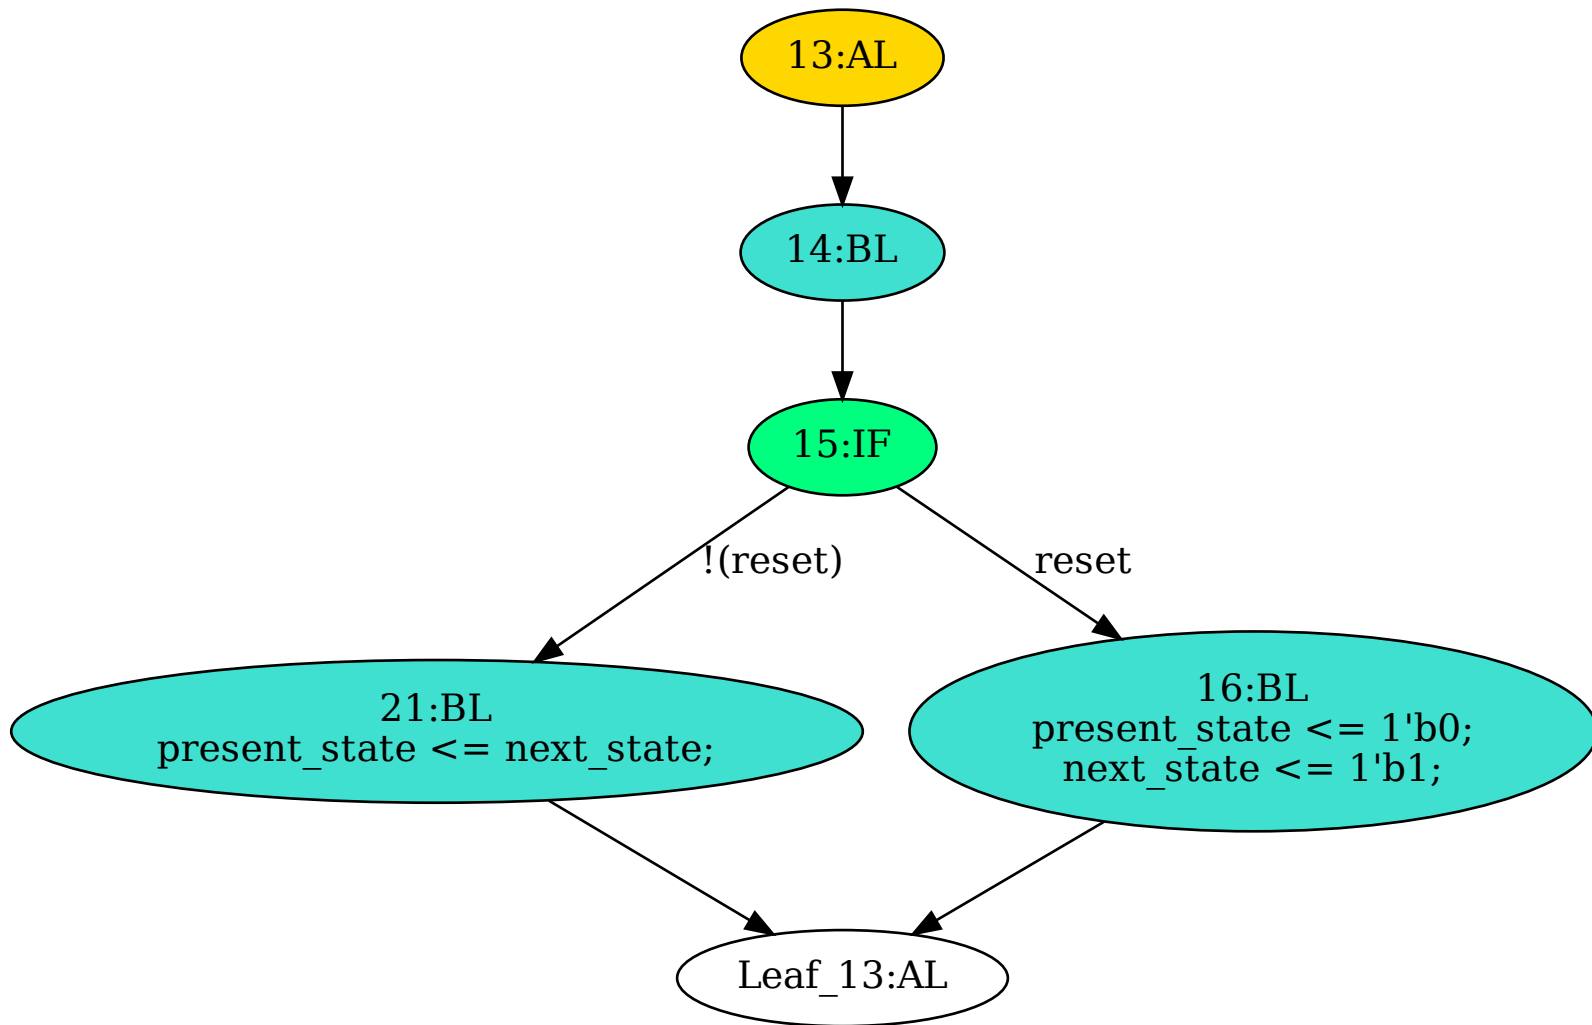 13:AL
14:BL
15:IF
!(reset)
reset
21:BL
present_state <= next_state;
16:BL
present_state <= 1'b0;
next_state <= 1'b1;
Leaf_13:AL